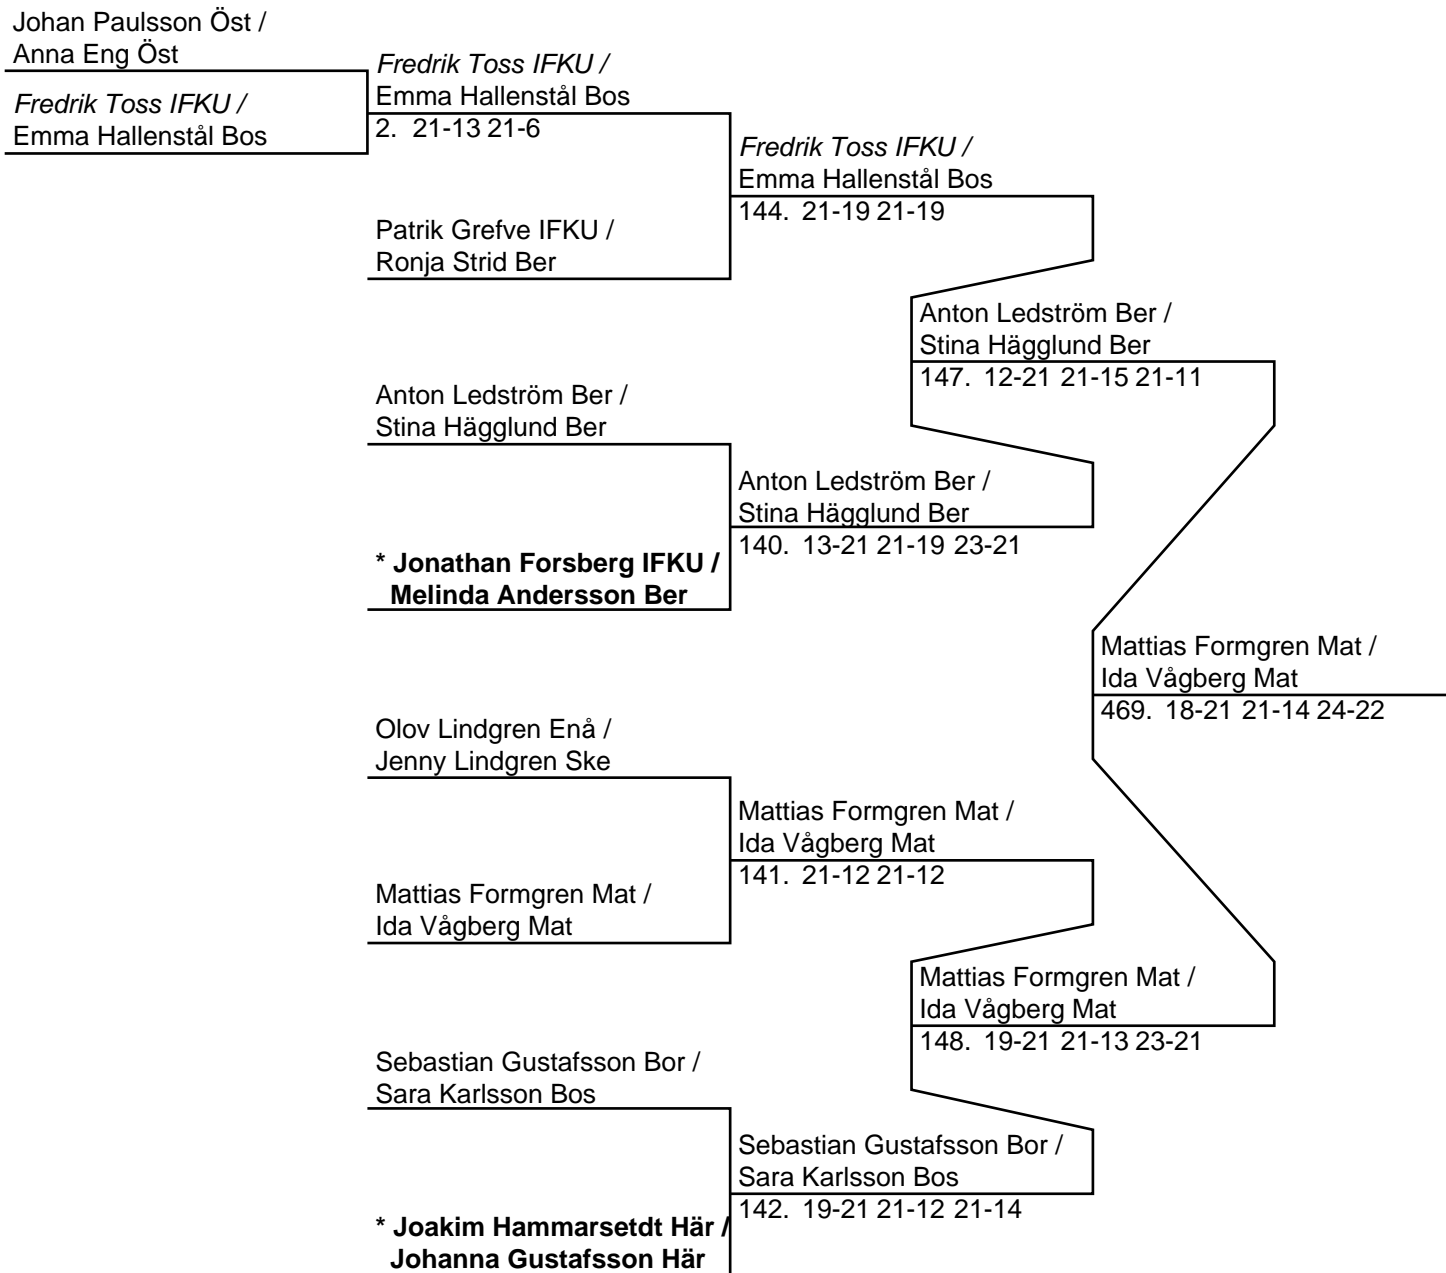 Johan Paulsson Öst /
Anna Eng Öst
Fredrik Toss IFKU /
Emma Hallenstål Bos
Fredrik Toss IFKU /
Emma Hallenstål Bos
2. 21-13 21-6
Patrik Grefve IFKU /
Ronja Strid Ber
Fredrik Toss IFKU /
Emma Hallenstål Bos
144. 21-19 21-19
Anton Ledström Ber /
Stina Hägglund Ber
147. 12-21 21-15 21-11
Anton Ledström Ber /
Stina Hägglund Ber
* Jonathan Forsberg IFKU /
Melinda Andersson Ber
Anton Ledström Ber /
Stina Hägglund Ber
140. 13-21 21-19 23-21
Mattias Formgren Mat /
Ida Vågberg Mat
469. 18-21 21-14 24-22
Olov Lindgren Enå /
Jenny Lindgren Ske
Mattias Formgren Mat /
Ida Vågberg Mat
Mattias Formgren Mat /
Ida Vågberg Mat
141. 21-12 21-12
Mattias Formgren Mat /
Ida Vågberg Mat
148. 19-21 21-13 23-21
Sebastian Gustafsson Bor /
Sara Karlsson Bos
* Joakim Hammarsetdt Här /
Johanna Gustafsson Här
Sebastian Gustafsson Bor /
Sara Karlsson Bos
142. 19-21 21-12 21-14